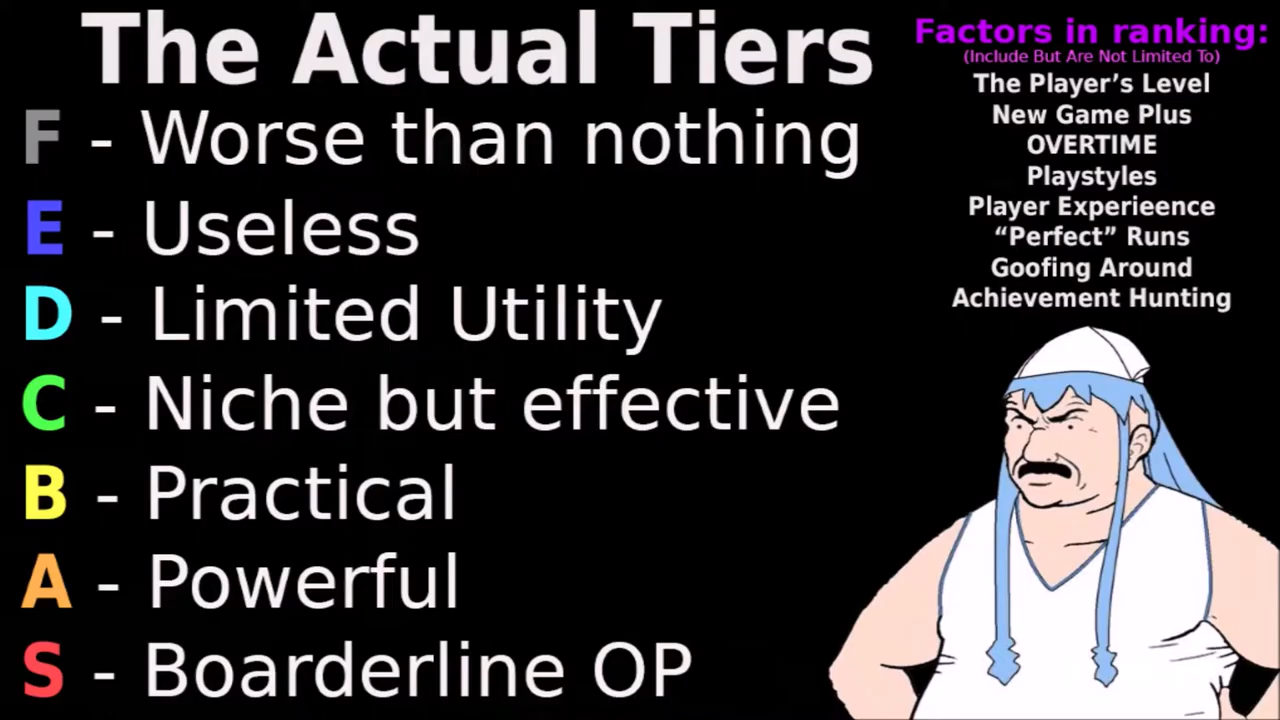 The Actual Tiers
F - Worse than nothing
E - Useless
D - Limited Utility
C - Niche but effective
B - Practical
A - Powerful
S - Boarderline OP
Factors in ranking:
(Include But Are Not Limited To)
The Player's Level
New Game Plus
OVERTIME
Playstyles
Player Experieence
“Perfect” Runs
Goofing Around
Achievement Hunting